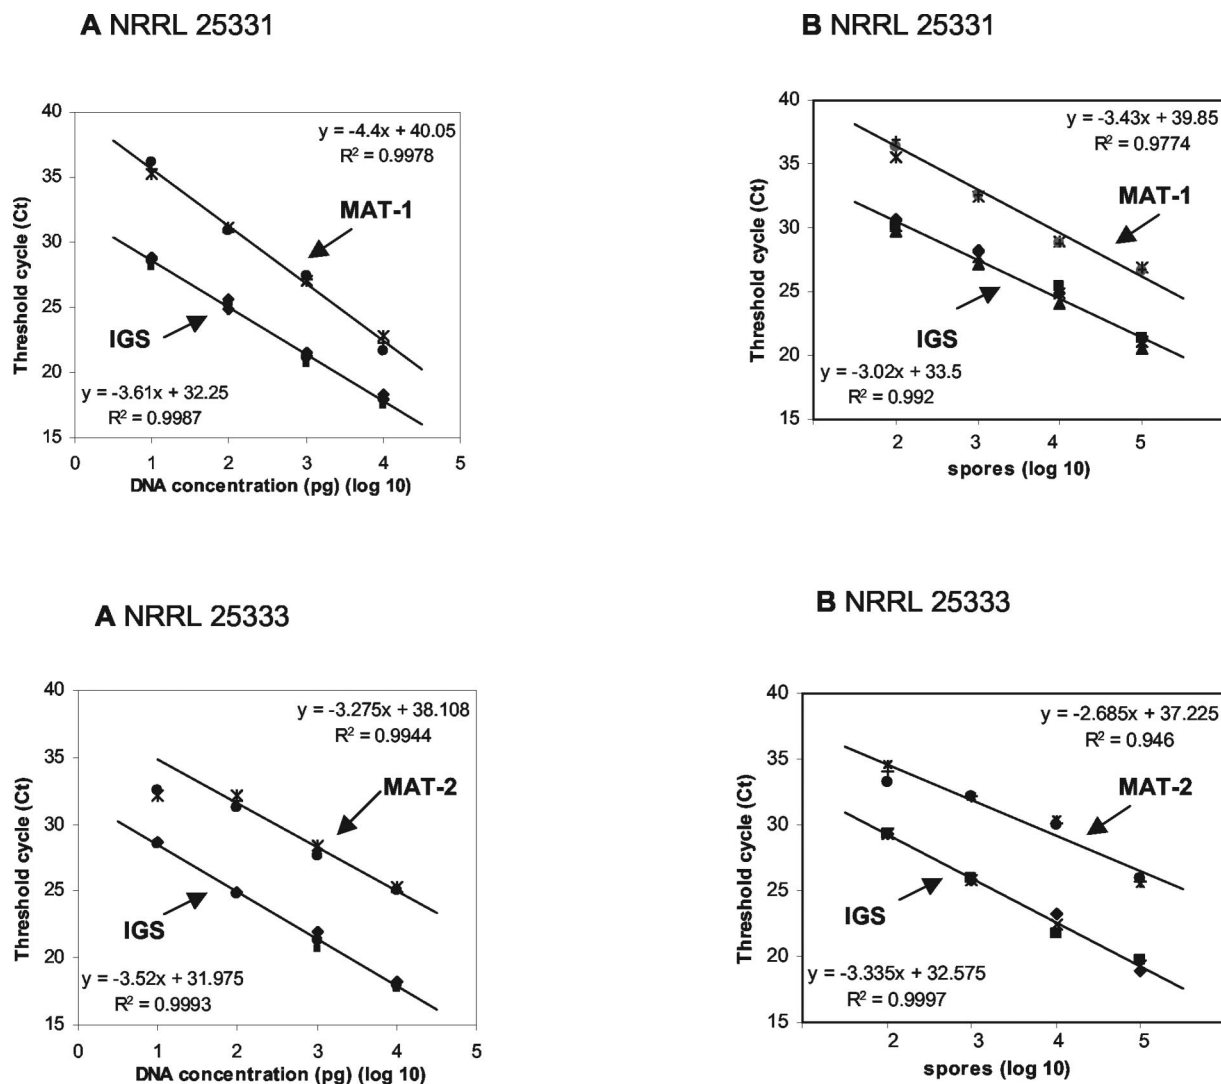 A NRRL 25331
40
35
30
25
20
15
0
1
2
3
4
5
Threshold cycle (Ct)
DNA concentration (pg) (log 10)
y = -4.4x + 40.05
R² = 0.9978
MAT-1
IGS
y = -3.61x + 32.25
R² = 0.9987
B NRRL 25331
40
35
30
25
20
15
2
3
4
5
Threshold cycle (Ct)
spores (log 10)
y = -3.43x + 39.85
R² = 0.9774
MAT-1
IGS
y = -3.02x + 33.5
R² = 0.992
A NRRL 25333
40
35
30
25
20
15
0
1
2
3
4
5
Threshold cycle (Ct)
DNA concentration (pg) (log 10)
y = -3.275x + 38.108
R² = 0.9944
MAT-2
IGS
y = -3.52x + 31.975
R² = 0.9993
B NRRL 25333
40
35
30
25
20
15
2
3
4
5
Threshold cycle (Ct)
spores (log 10)
y = -2.685x + 37.225
R² = 0.946
MAT-2
IGS
y = -3.335x + 32.575
R² = 0.9997